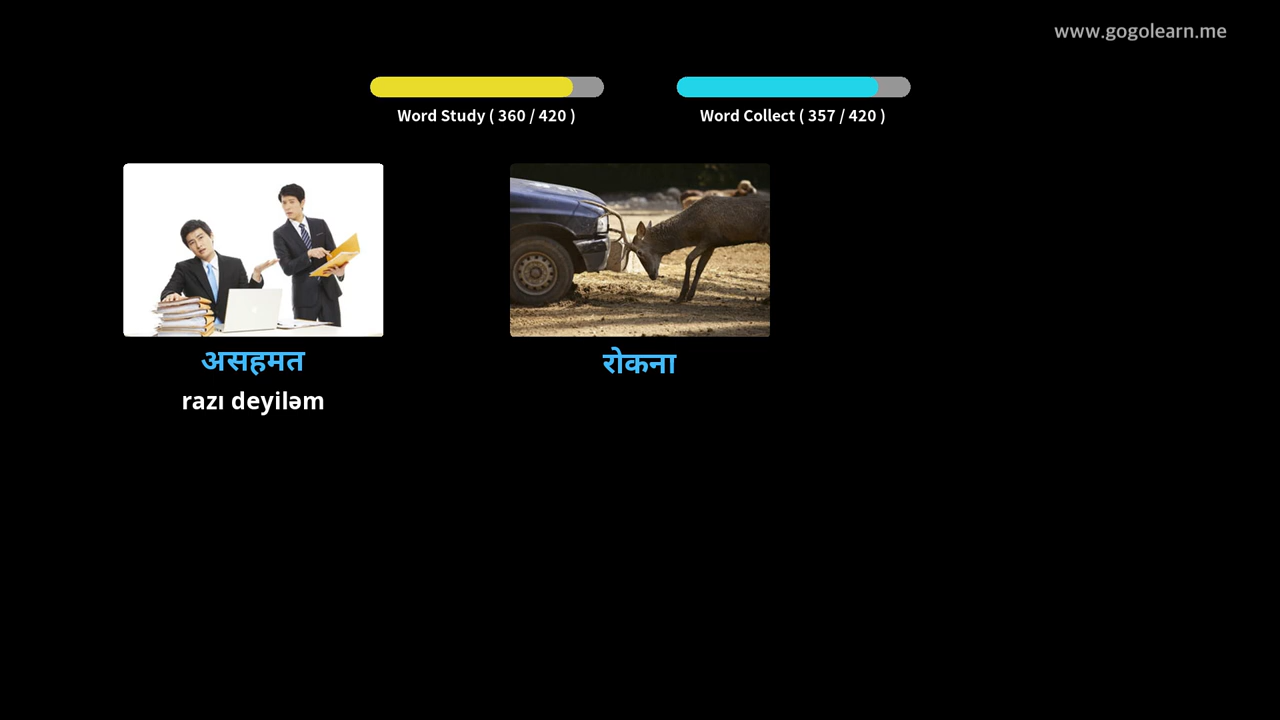 www.gogolearn.me
Word Study ( 360 / 420 )
Word Collect ( 357 / 420 )
असहमत
razı deyiləm
रोकना